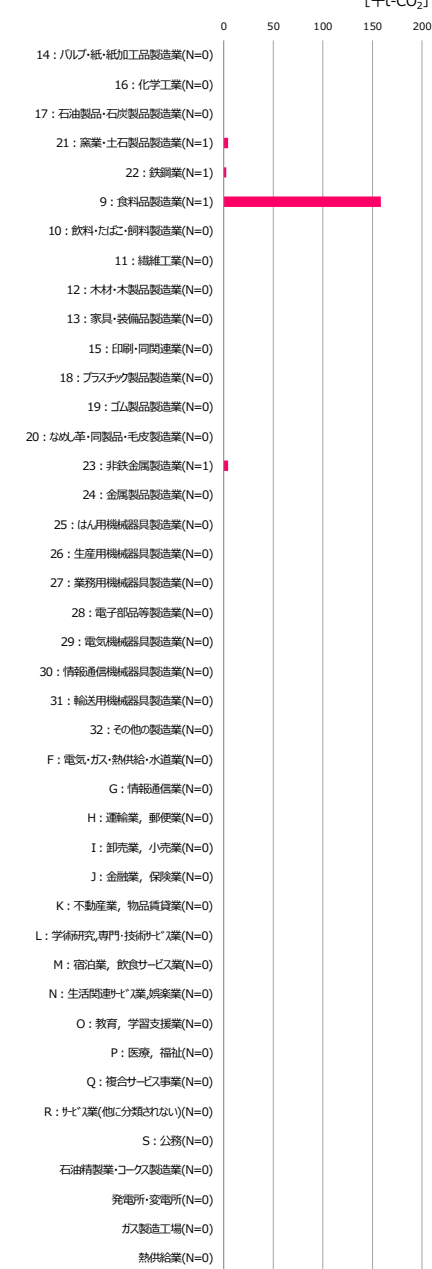 [千t-CO₂]
0 50 100 150 200
14：パルプ・紙・紙加工品製造業(N=0)
16：化学工業(N=0)
17：石油製品・石炭製品製造業(N=0)
21：窯業・土石製品製造業(N=1)
22：鉄鋼業(N=1)
9：食料品製造業(N=1)
10：飲料・たばこ・飼料製造業(N=0)
11：繊維工業(N=0)
12：木材・木製品製造業(N=0)
13：家具・装備品製造業(N=0)
15：印刷・同関連業(N=0)
18：プラスチック製品製造業(N=0)
19：ゴム製品製造業(N=0)
20：なめし革・同製品・毛皮製造業(N=0)
23：非鉄金属製造業(N=1)
24：金属製品製造業(N=0)
25：はん用機械器具製造業(N=0)
26：生産用機械器具製造業(N=0)
27：業務用機械器具製造業(N=0)
28：電子部品等製造業(N=0)
29：電気機械器具製造業(N=0)
30：情報通信機械器具製造業(N=0)
31：輸送用機械器具製造業(N=0)
32：その他の製造業(N=0)
F：電気・ガス・熱供給・水道業(N=0)
G：情報通信業(N=0)
H：運輸業，郵便業(N=0)
I：卸売業，小売業(N=0)
J：金融業，保険業(N=0)
K：不動産業，物品賃貸業(N=0)
L：学術研究,専門・技術ｻｰﾋﾞｽ業(N=0)
M：宿泊業，飲食サービス業(N=0)
N：生活関連ｻｰﾋﾞｽ業,娯楽業(N=0)
O：教育，学習支援業(N=0)
P：医療，福祉(N=0)
Q：複合サービス事業(N=0)
R：ｻｰﾋﾞｽ業(他に分類されない)(N=0)
S：公務(N=0)
石油精製業・コークス製造業(N=0)
発電所・変電所(N=0)
ガス製造工場(N=0)
熱供給業(N=0)